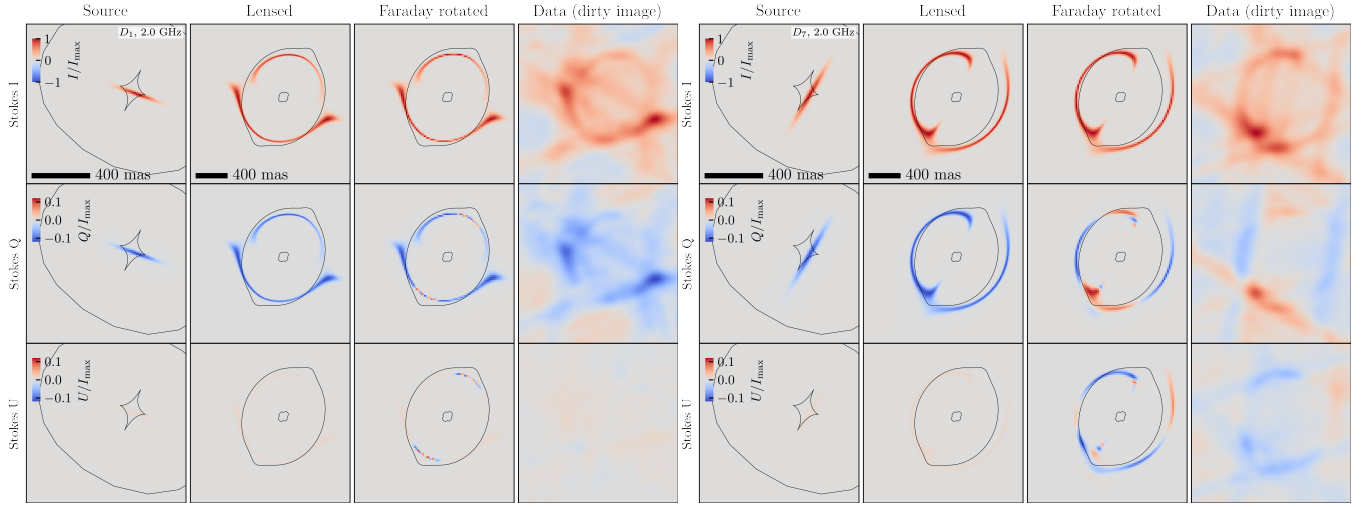 Source Lensed Faraday rotated Data (dirty image) Source Lensed Faraday rotated Data (dirty image)
Stokes I
D₁, 2.0 GHz
1
0
−1
I/Iₘₐₓ
400 mas
400 mas
Stokes I
D₇, 2.0 GHz
1
0
−1
I/Iₘₐₓ
400 mas
400 mas
Stokes Q
0.1
0.0
−0.1
Q/Iₘₐₓ
Stokes Q
0.1
0.0
−0.1
Q/Iₘₐₓ
Stokes U
0.1
0.0
−0.1
U/Iₘₐₓ
Stokes U
0.1
0.0
−0.1
U/Iₘₐₓ